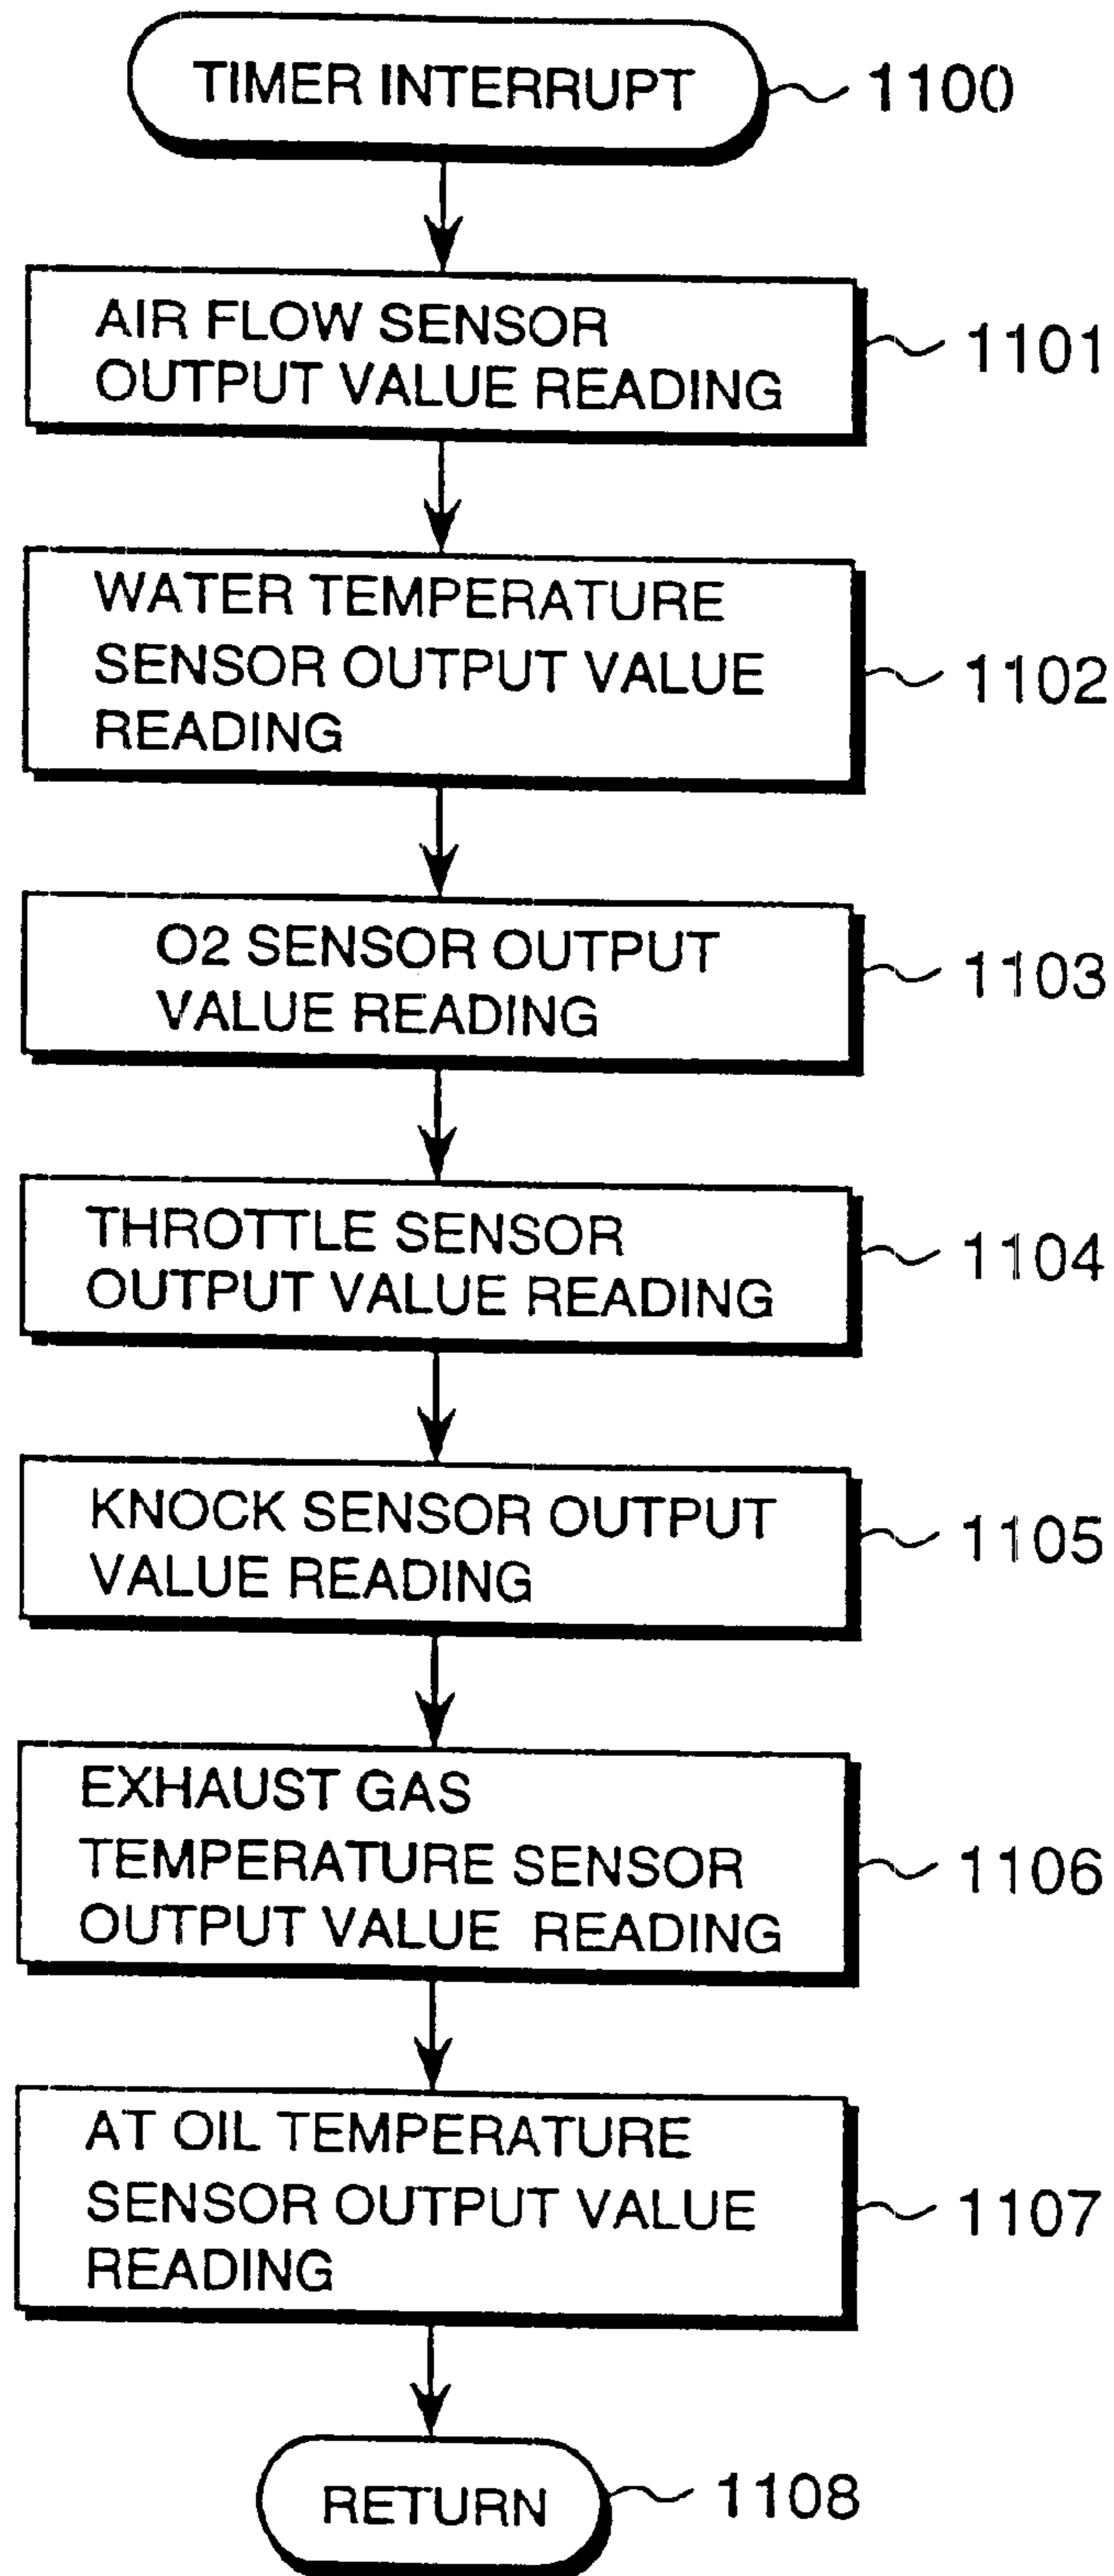 TIMER INTERRUPT
1100
AIR FLOW SENSOR
OUTPUT VALUE READING
1101
WATER TEMPERATURE
SENSOR OUTPUT VALUE
READING
1102
O2 SENSOR OUTPUT
VALUE READING
1103
THROTTLE SENSOR
OUTPUT VALUE READING
1104
KNOCK SENSOR OUTPUT
VALUE READING
1105
EXHAUST GAS
TEMPERATURE SENSOR
OUTPUT VALUE READING
1106
AT OIL TEMPERATURE
SENSOR OUTPUT VALUE
READING
1107
RETURN
1108